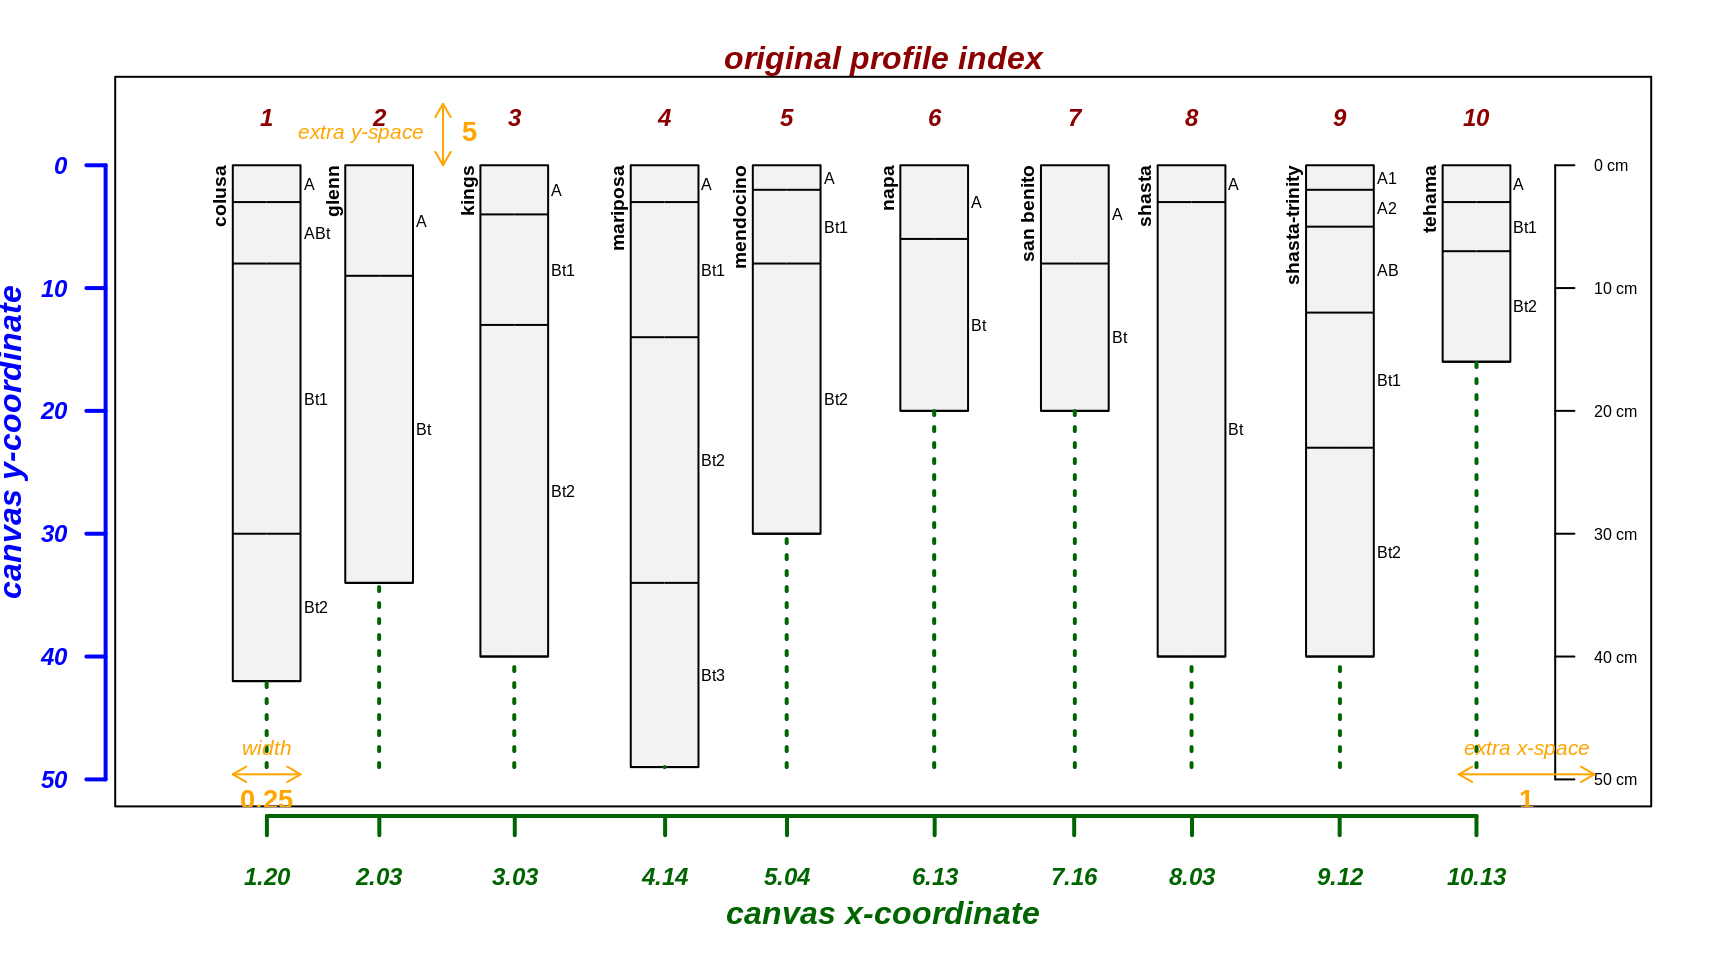 original profile index
1 2 3 4 5 6 7 8 9 10
extra y-space 5
canvas y-coordinate
0
10
20
30
40
50
colusa
A
ABt
Bt1
Bt2
glenn
A
Bt
kings
A
Bt1
Bt2
mariposa
A
Bt1
Bt2
Bt3
mendocino
A
Bt1
Bt2
napa
A
Bt
san benito
A
Bt
shasta
A
Bt
shasta-trinity
A1
A2
AB
Bt1
Bt2
tehama
A
Bt1
Bt2
0 cm
10 cm
20 cm
30 cm
40 cm
50 cm
width
0.25
extra x-space
1
1.20 2.03 3.03 4.14 5.04 6.13 7.16 8.03 9.12 10.13
canvas x-coordinate